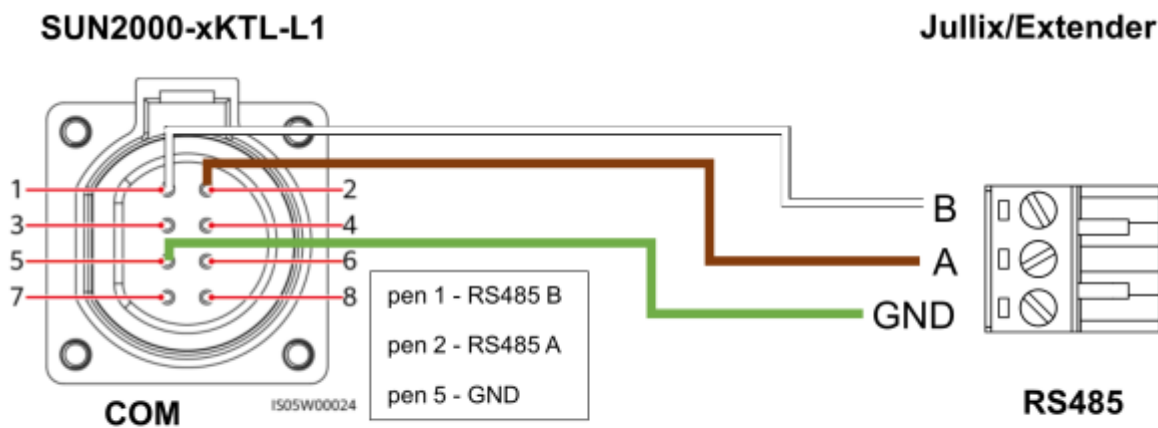 SUN2000-xKTL-L1
Jullix/Extender
1
2
3
4
5
6
7
8
B
A
GND
pen 1 - RS485 B
pen 2 - RS485 A
pen 5 - GND
IS05W00024
COM
RS485